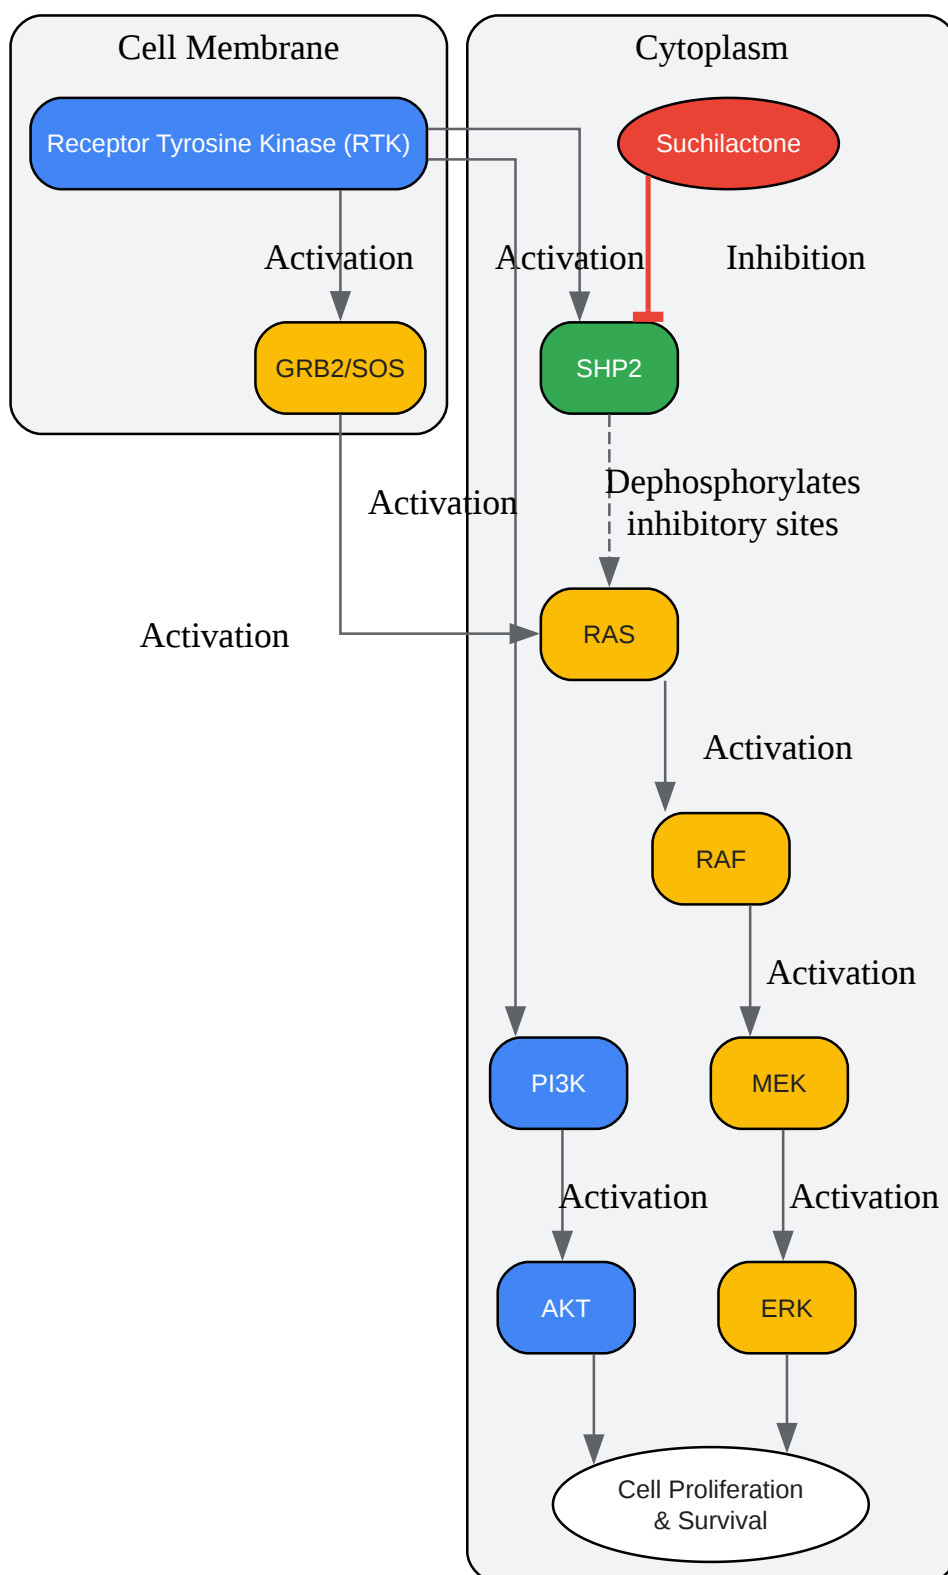 Cell Membrane
Cytoplasm
Receptor Tyrosine Kinase (RTK)
Suchilactone
Activation
Activation
Inhibition
GRB2/SOS
SHP2
Activation
Dephosphorylates
inhibitory sites
Activation
RAS
Activation
RAF
Activation
PI3K
MEK
Activation
Activation
AKT
ERK
Cell Proliferation
& Survival